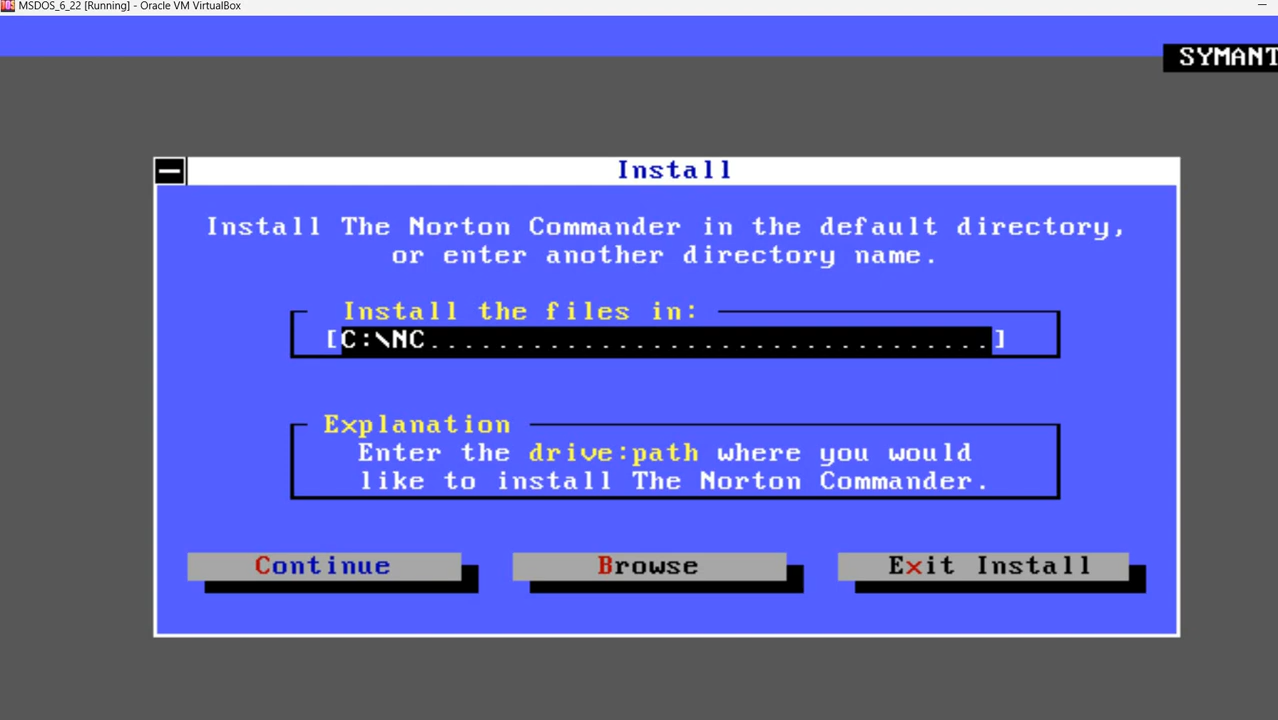 MSDOS_6_22 [Running] - Oracle VM VirtualBox
SYMANT
Install
Install The Norton Commander in the default directory,
or enter another directory name.
Install the files in:
[C:\NC.................................]
Explanation
Enter the drive:path where you would
like to install The Norton Commander.
Continue Browse Exit Install